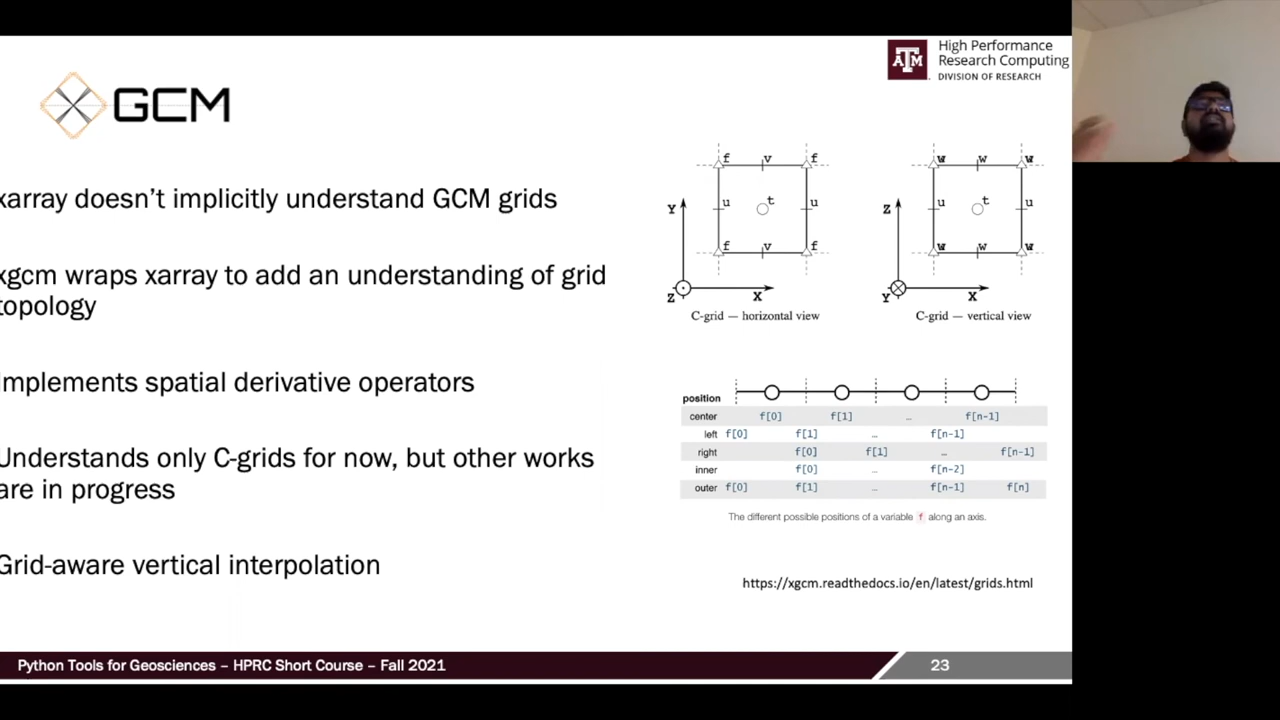 High Performance
Research Computing
DIVISION OF RESEARCH
ATM
GCM
xarray doesn't implicitly understand GCM grids
xgcm wraps xarray to add an understanding of grid
topology
Implements spatial derivative operators
Understands only C-grids for now, but other works
are in progress
Grid-aware vertical interpolation
f v f
Y u t u
f v f
Z X
C-grid — horizontal view
w w w
Z u t u
w w w
Y X
C-grid — vertical view
position
center f[0] f[1] … f[n-1]
left f[0] f[1] … f[n-1]
right f[0] f[1] … f[n-1]
inner f[0] … f[n-2]
outer f[0] f[1] … f[n-1] f[n]
The different possible positions of a variable f along an axis.
https://xgcm.readthedocs.io/en/latest/grids.html
Python Tools for Geosciences – HPRC Short Course – Fall 2021
23